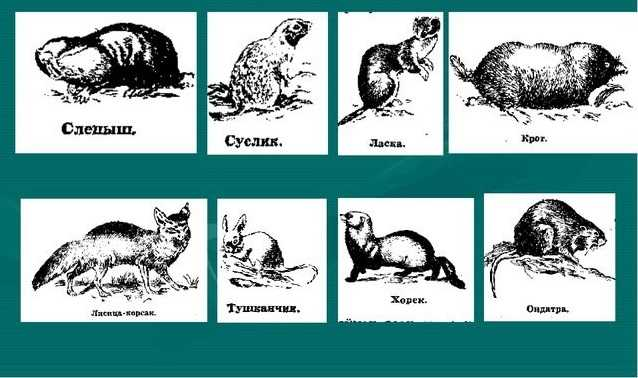 Слепыш.
Суслик.
Ласка.
Крот.
Лисица-корсак.
Тушканчик.
Хорек.
Ондатра.